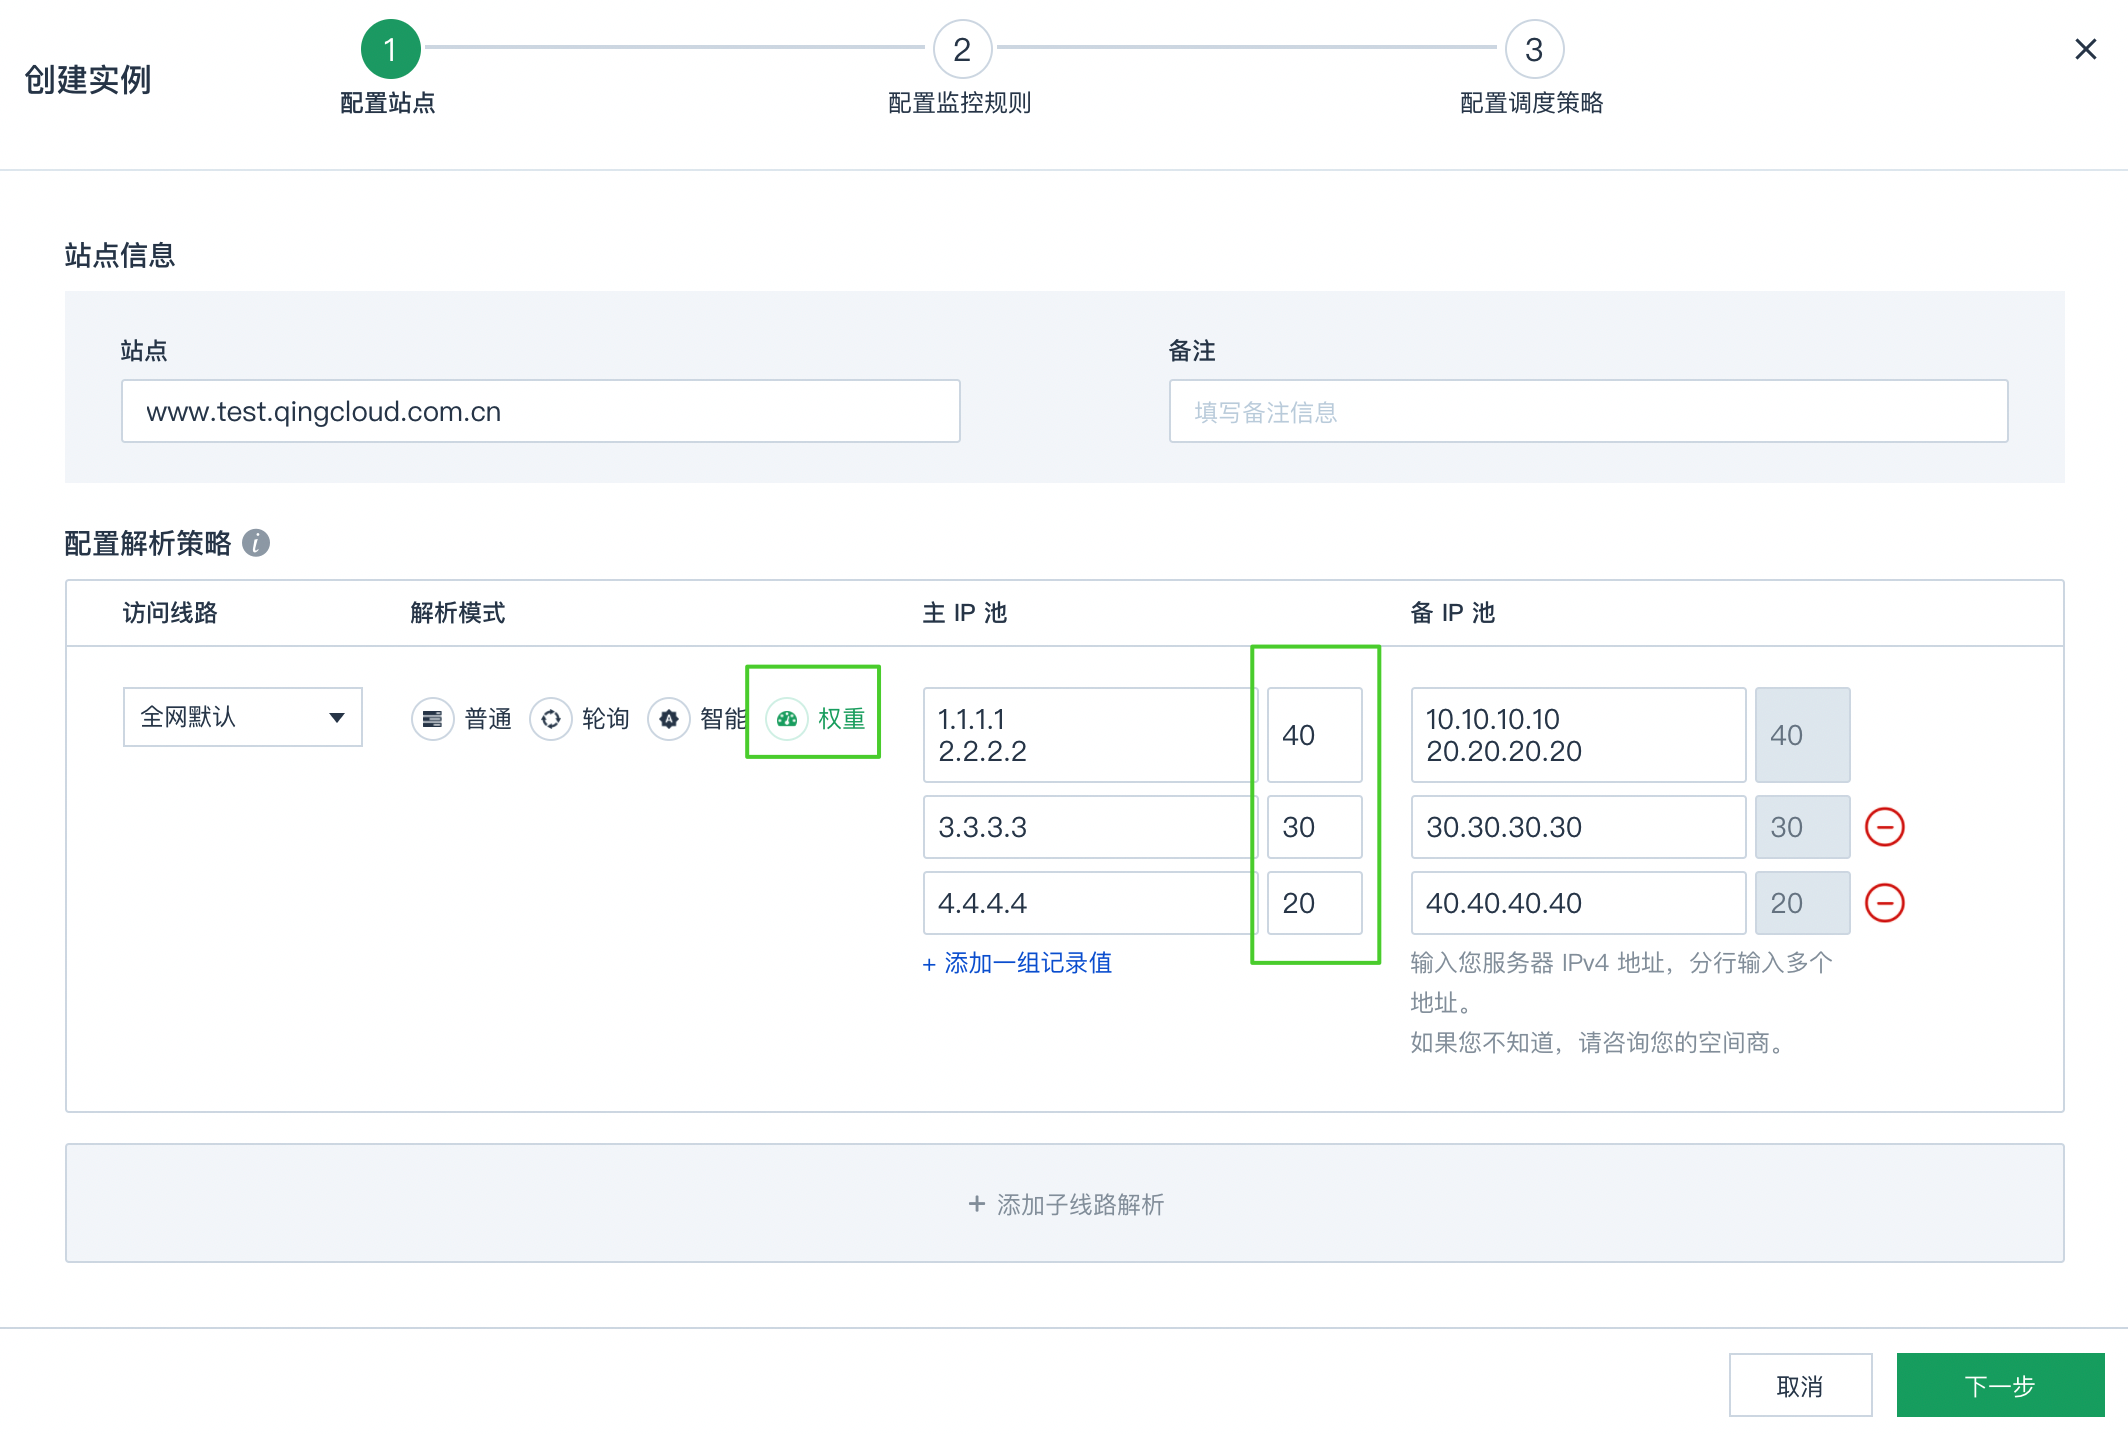 创建实例
1
2
3
配置站点
配置监控规则
配置调度策略
站点信息
站点
备注
www.test.qingcloud.com.cn
填写备注信息
配置解析策略 i
访问线路
解析模式
主 IP 池
备 IP 池
全网默认
普通
轮询
智能
权重
1.1.1.1
2.2.2.2
40
10.10.10.10
20.20.20.20
40
3.3.3.3
30
30.30.30.30
30
4.4.4.4
20
40.40.40.40
20
+ 添加一组记录值
输入您服务器 IPv4 地址，分行输入多个
地址。
如果您不知道，请咨询您的空间商。
+ 添加子线路解析
取消
下一步